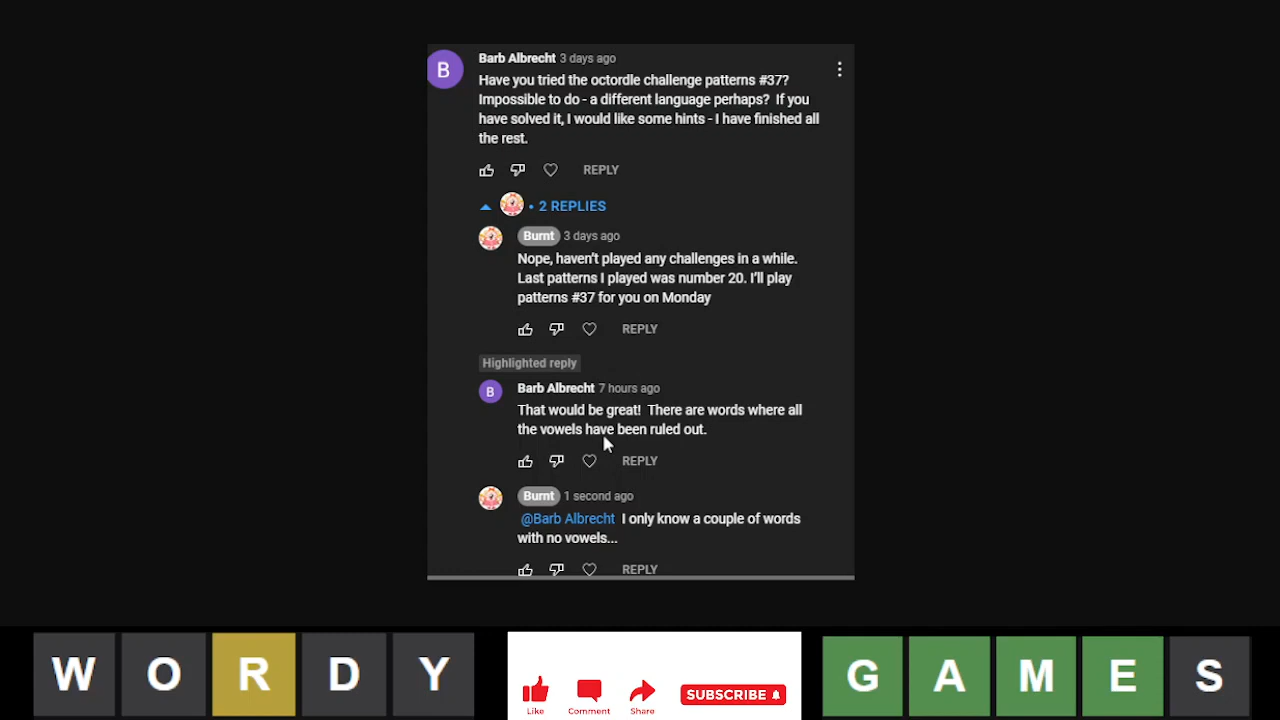 Barb Albrecht 3 days ago
B
Have you tried the octordle challenge patterns #37?
Impossible to do - a different language perhaps? If you
have solved it, I would like some hints - I have finished all
the rest.
REPLY
• 2 REPLIES
Burnt 3 days ago
Nope, haven't played any challenges in a while.
Last patterns I played was number 20. I'll play
patterns #37 for you on Monday
REPLY
Highlighted reply
B
Barb Albrecht 7 hours ago
That would be great! There are words where all
the vowels have been ruled out.
REPLY
Burnt 1 second ago
@Barb Albrecht I only know a couple of words
with no vowels...
REPLY
W O R D Y
Like Comment Share SUBSCRIBE
G A M E S